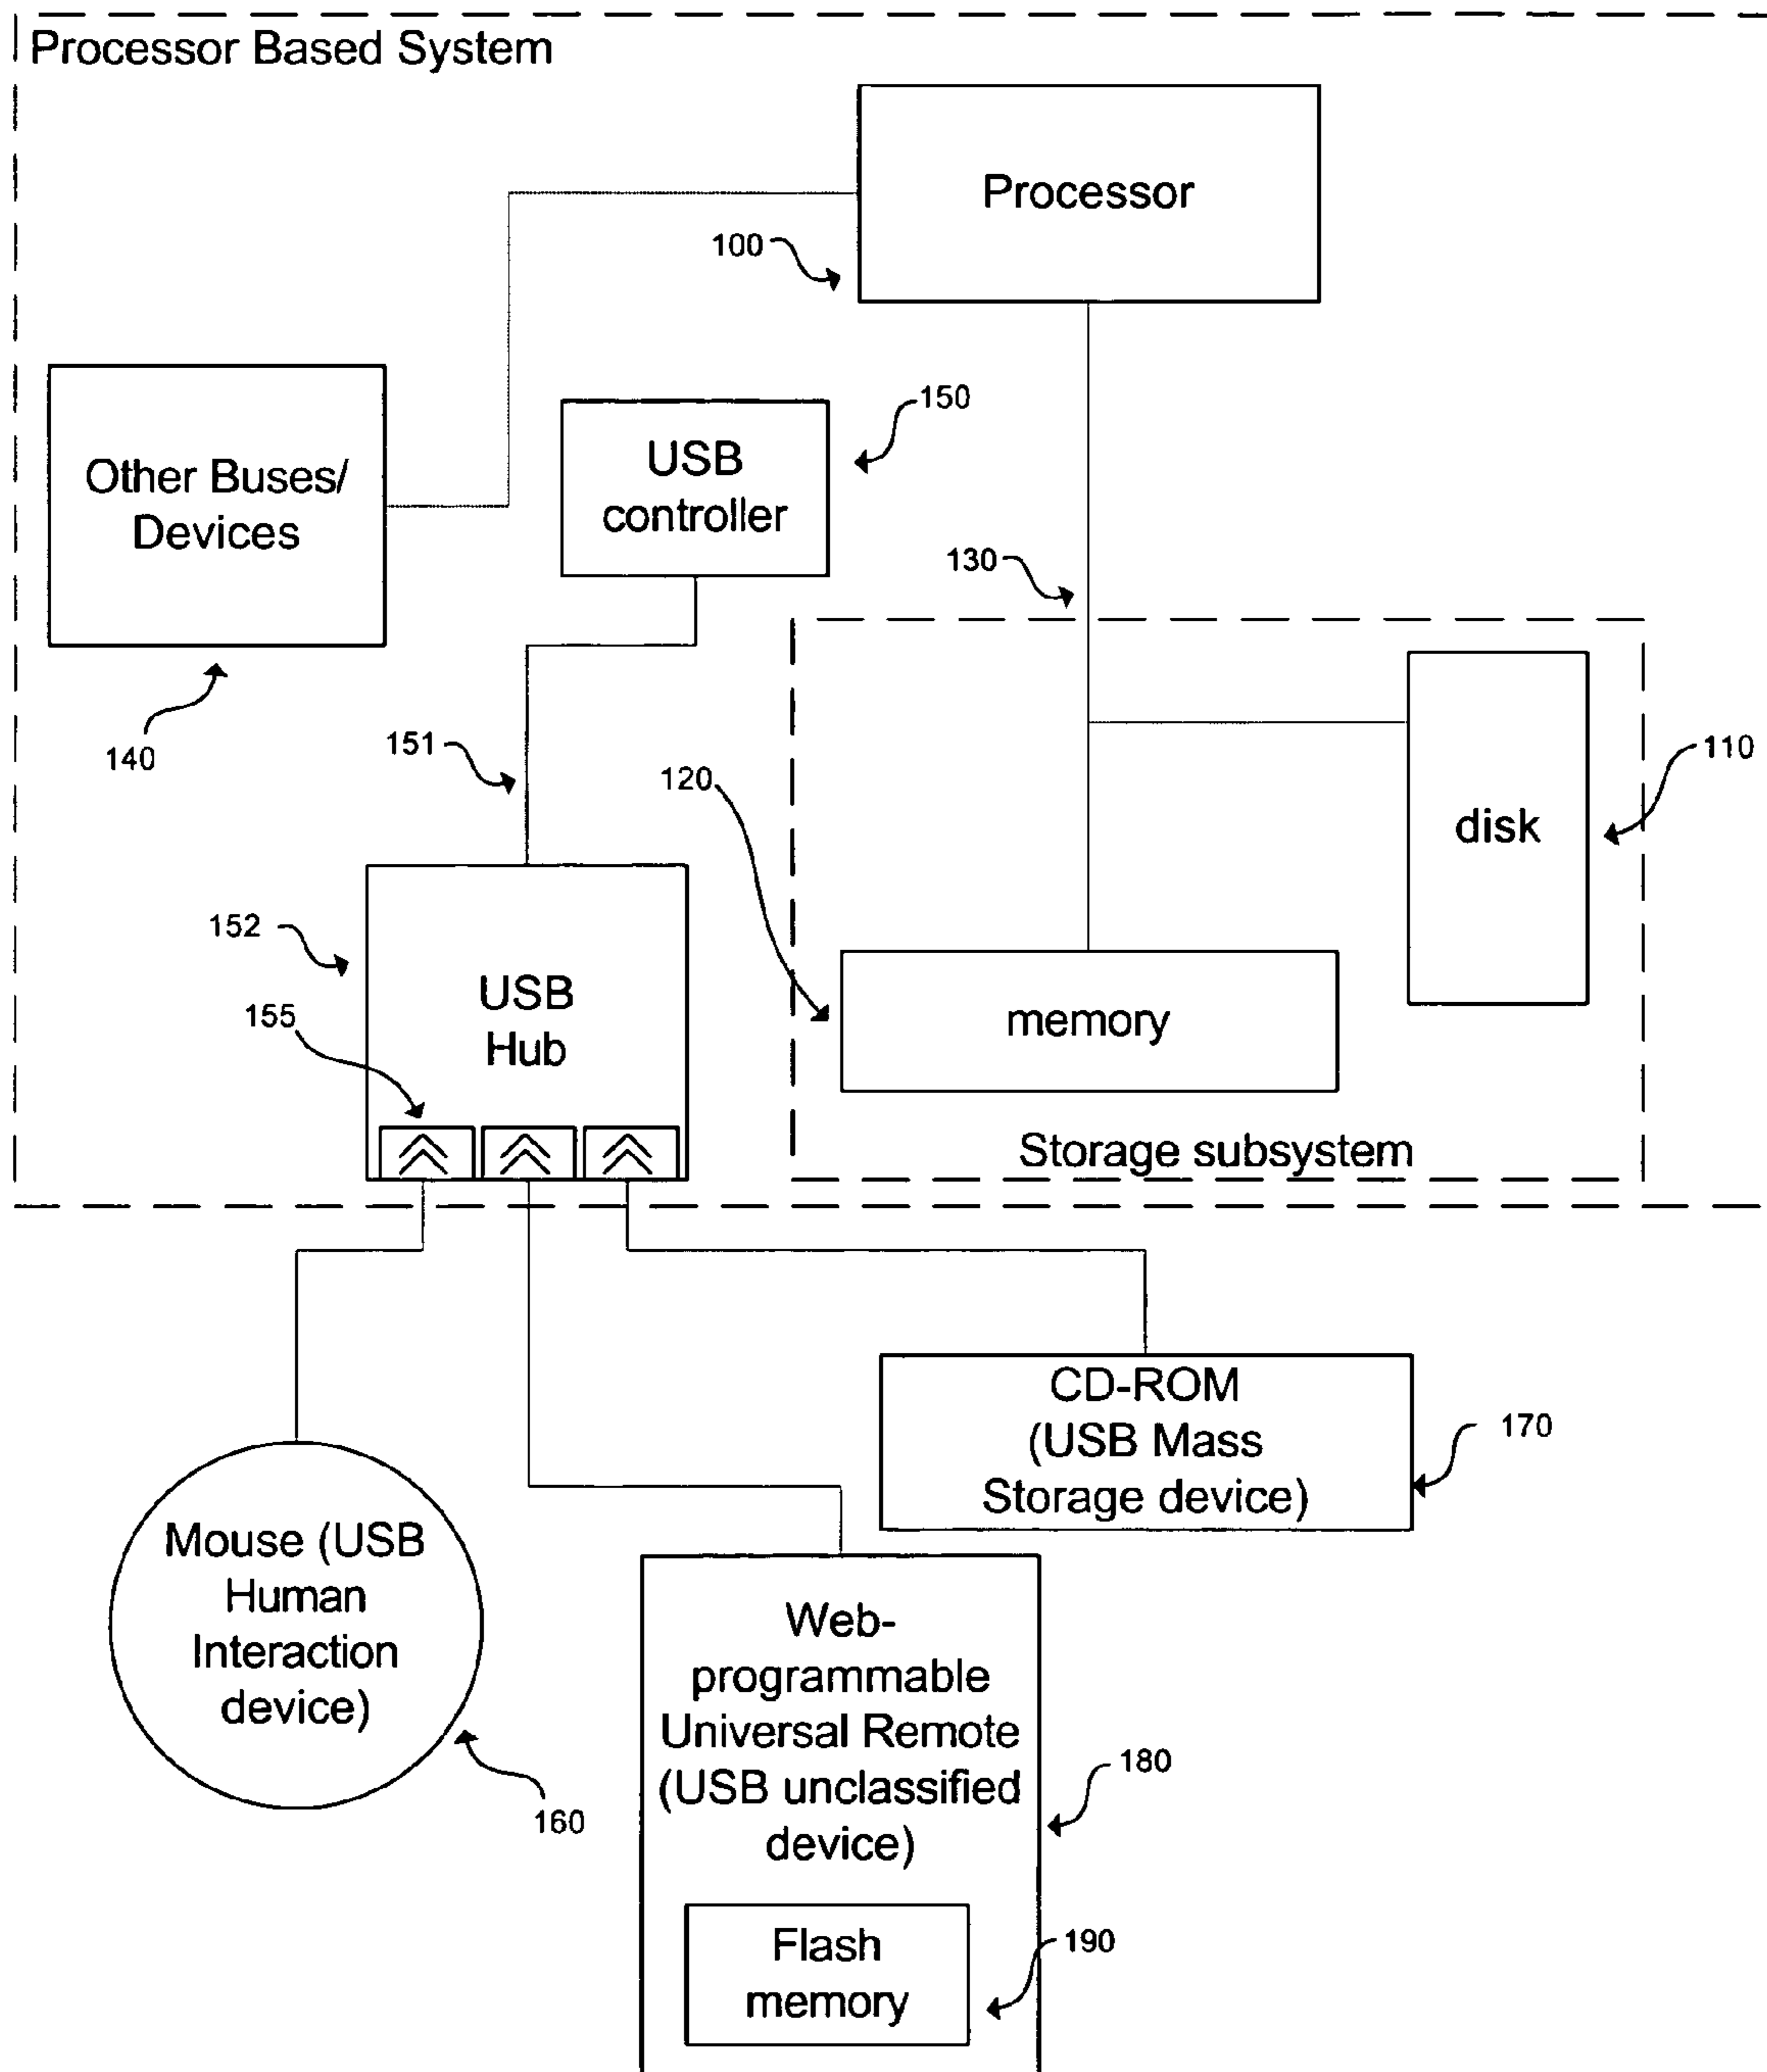 Processor Based System
Processor
100
150
USB
controller
Other Buses/
Devices
130
140
151
120
110
disk
152
USB
Hub
155
memory
Storage subsystem
CD-ROM
(USB Mass
Storage device)
170
Mouse (USB
Human
Interaction
device)
160
Web-
programmable
Universal Remote
(USB unclassified
device)
180
Flash
memory
190